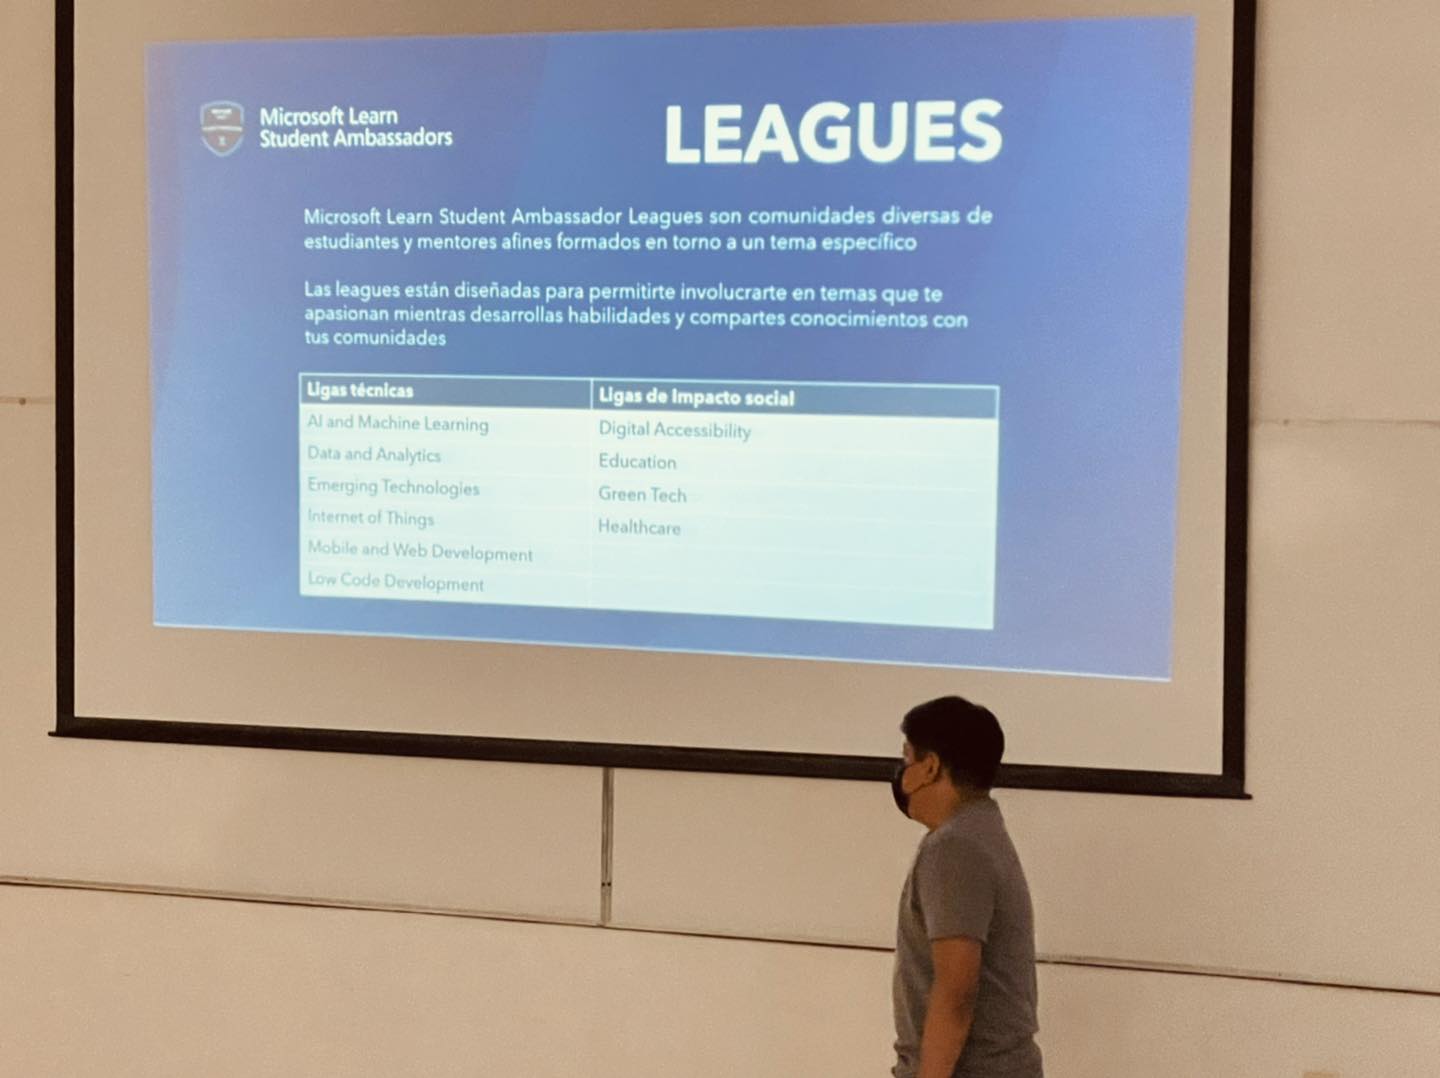 Microsoft Learn
Student Ambassadors
LEAGUES
Microsoft Learn Student Ambassador Leagues son comunidades diversas de
estudiantes y mentores afines formados en torno a un tema específico
Las leagues están diseñadas para permitirte involucrarte en temas que te
apasionan mientras desarrollas habilidades y compartes conocimientos con
tus comunidades
Ligas técnicas
Ligas de Impacto social
AI and Machine Learning
Digital Accessibility
Data and Analytics
Education
Emerging Technologies
Green Tech
Internet of Things
Healthcare
Mobile and Web Development
Low Code Development